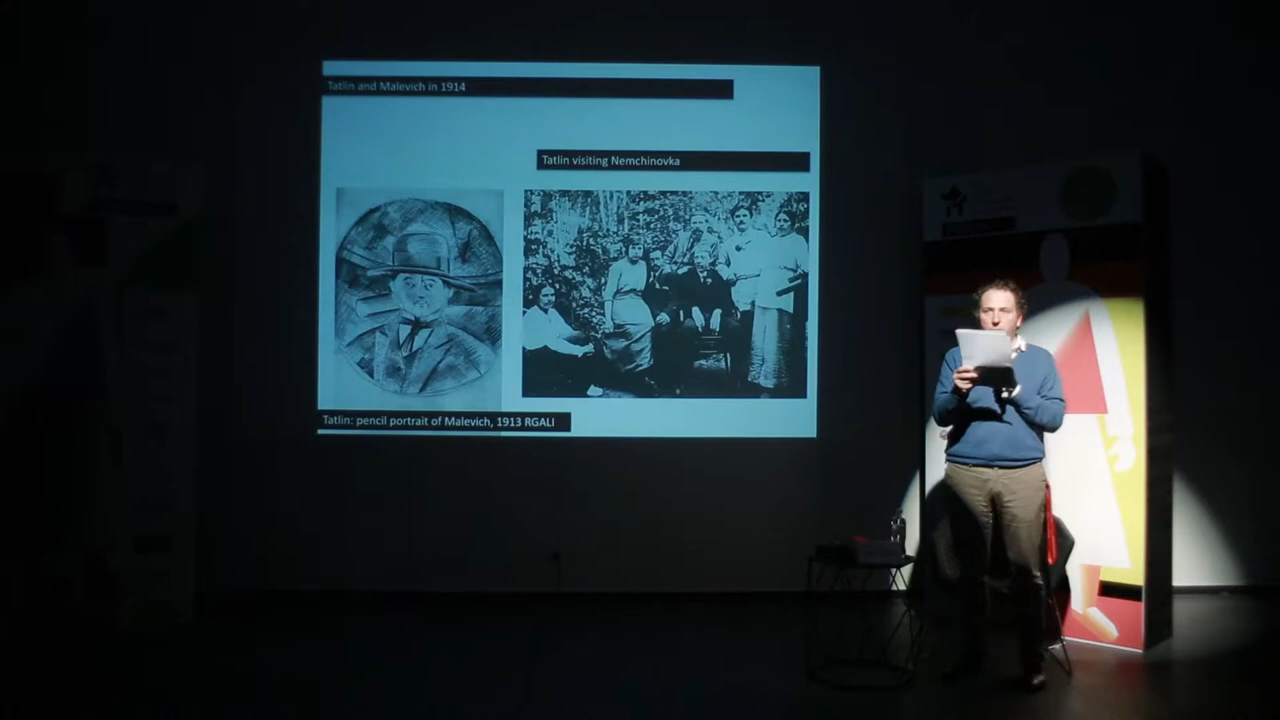 Tatlin and Malevich in 1914
Tatlin visiting Nemchinovka
Tatlin: pencil portrait of Malevich, 1913 RGALI